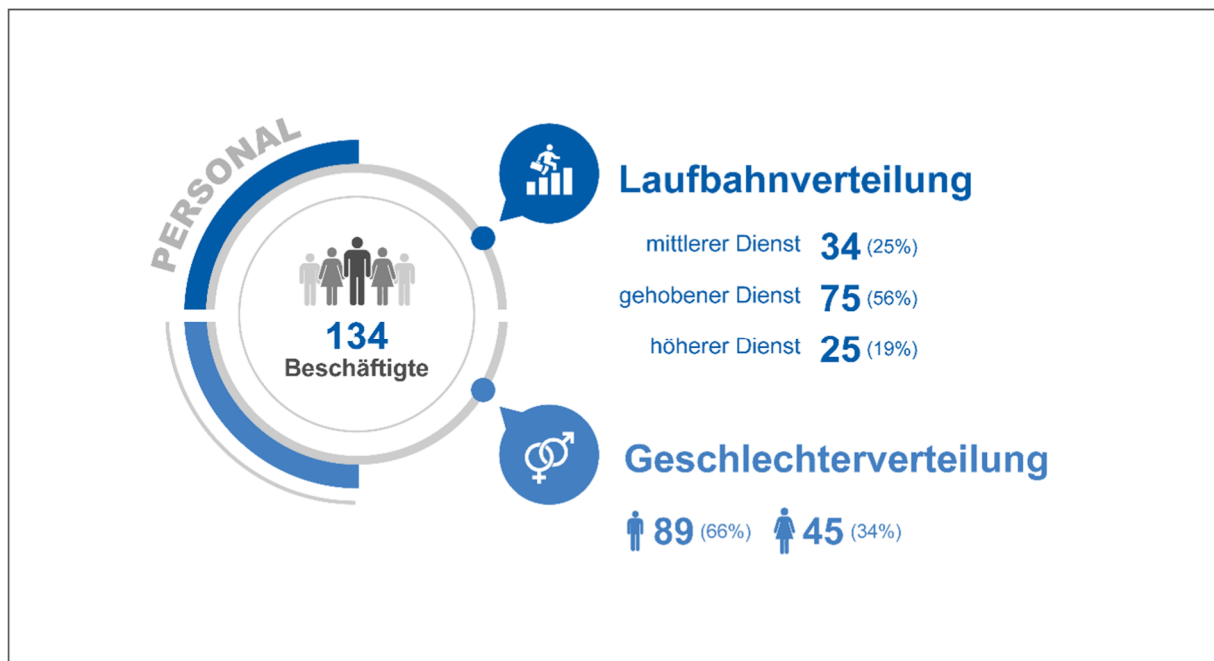 PERSONAL
134
Beschäftigte
Laufbahnverteilung
mittlerer Dienst 34 (25%)
gehobener Dienst 75 (56%)
höherer Dienst 25 (19%)
Geschlechterverteilung
89 (66%) 45 (34%)